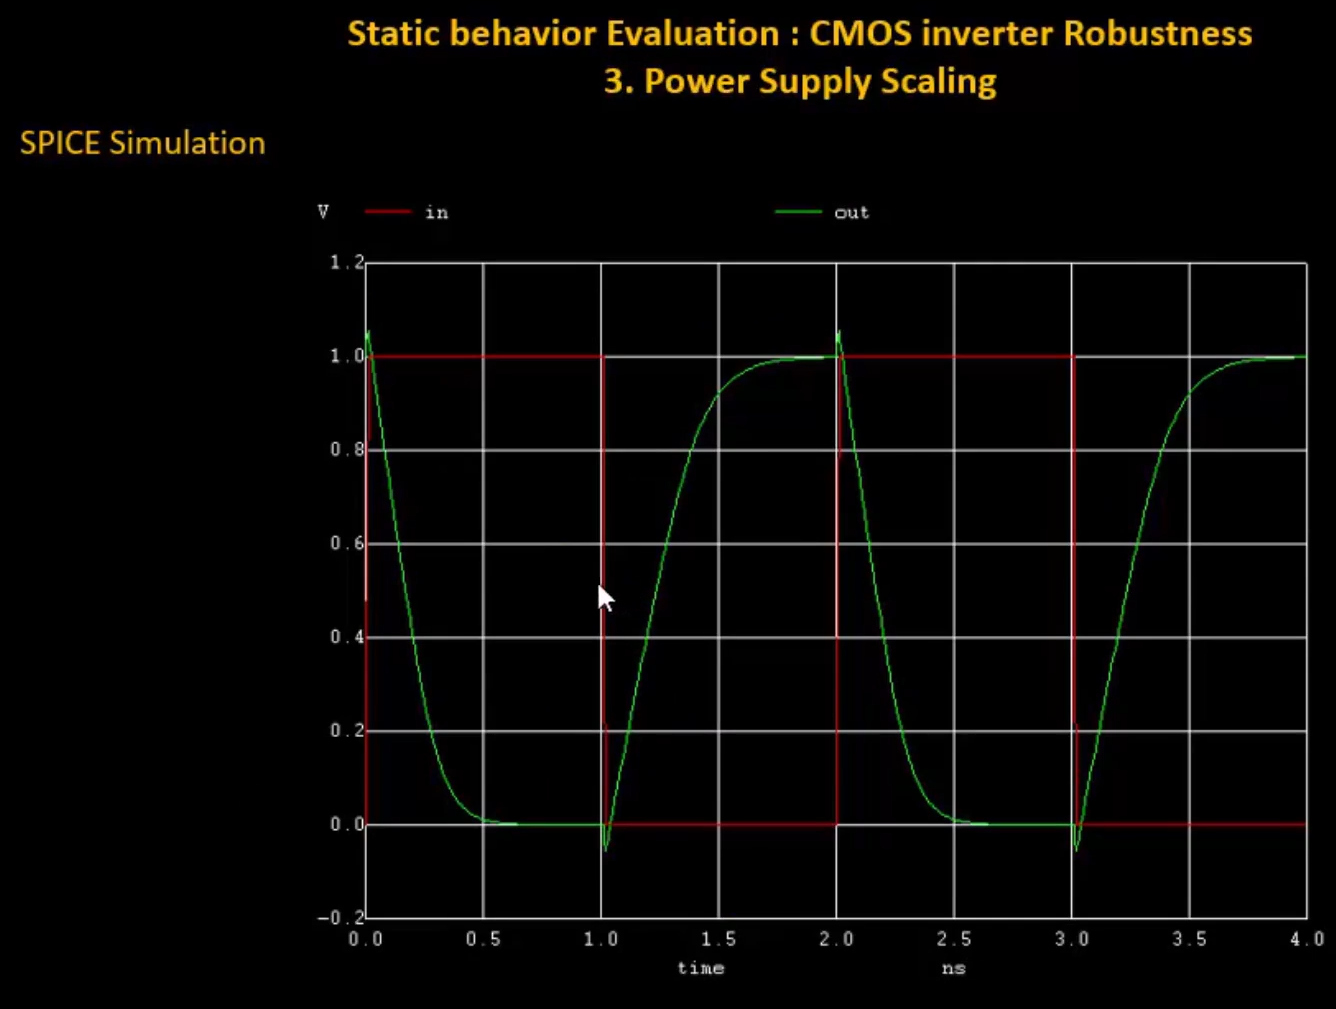 Static behavior Evaluation : CMOS inverter Robustness
3. Power Supply Scaling
SPICE Simulation
V in out
1.2
1.0
0.8
0.6
0.4
0.2
0.0
-0.2
0.0 0.5 1.0 1.5 2.0 2.5 3.0 3.5 4.0
time ns